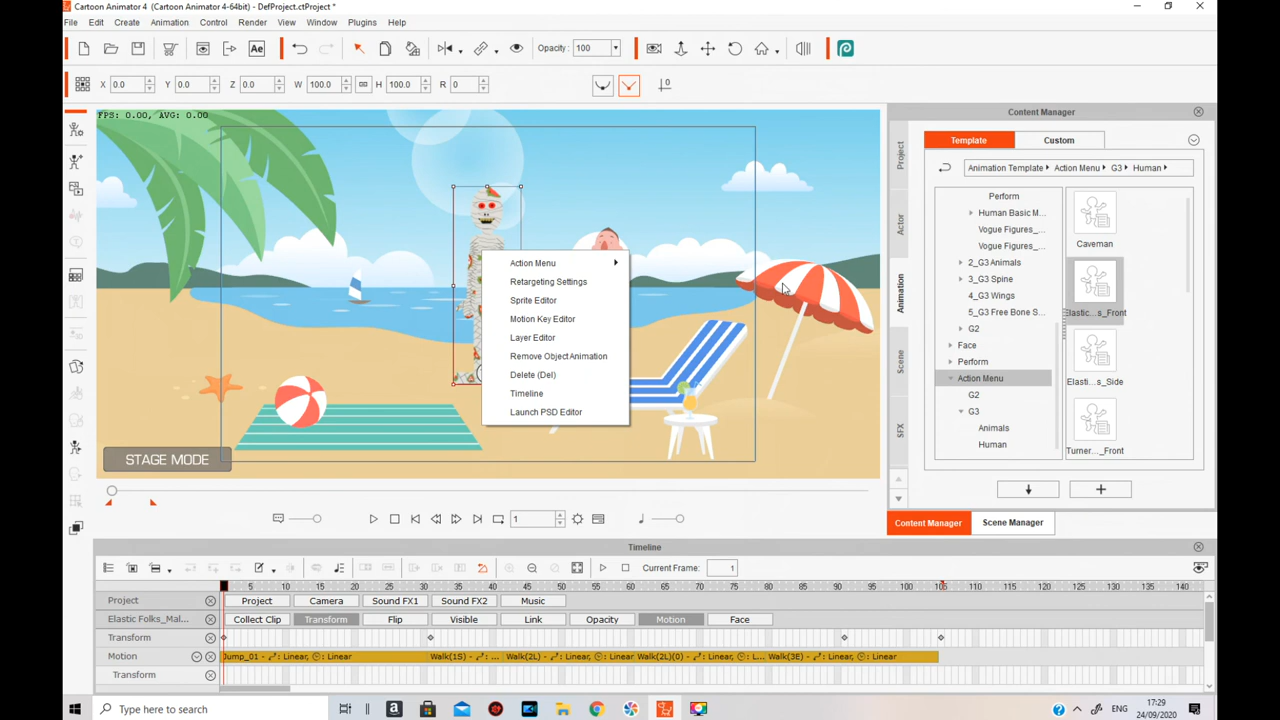 Cartoon Animator 4 (Cartoon Animator 4-64bit) - DefProject.ctProject *
File Edit Create Animation Control Render View Window Plugins Help
Ae Opacity : 100
X 0.0 Y 0.0 Z 0.0 W 100.0 H 100.0 R 0 0
FPS: 0.00, AVG: 0.00
STAGE MODE
Action Menu
Retargeting Settings
Sprite Editor
Motion Key Editor
Layer Editor
Remove Object Animation
Delete (Del)
Timeline
Launch PSD Editor
Content Manager
Template Custom
Animation Template Action Menu G3 Human
Project
Actor
Animation
Scene
SFX
Perform
Human Basic M...
Vogue Figures_...
Vogue Figures_...
2_G3 Animals
3_G3 Spine
4_G3 Wings
5_G3 Free Bone S...
G2
Face
Perform
Action Menu
G2
G3
Animals
Human
Caveman
Elastic...s_Front
Elasti...s_Side
Turner..._Front
Content Manager Scene Manager
1
Timeline
Current Frame: 1
5 10 15 20 25 30 35 40 45 50 55 60 65 70 75 80 85 90 95 100 105 110 115 120 125 130 135 140
Project Project Camera Sound FX1 Sound FX2 Music
Elastic Folks_Mal... Collect Clip Transform Flip Visible Link Opacity Motion Face
Transform
Motion Jump_01 - : Linear, : Linear Walk(1S) - : ... Walk(2L) - : Linear, : Linear Walk(2L)(0) - : Linear, : L... Walk(3E) - : Linear, : Linear
Transform
Type here to search
ENG
17:29
24/09/2020